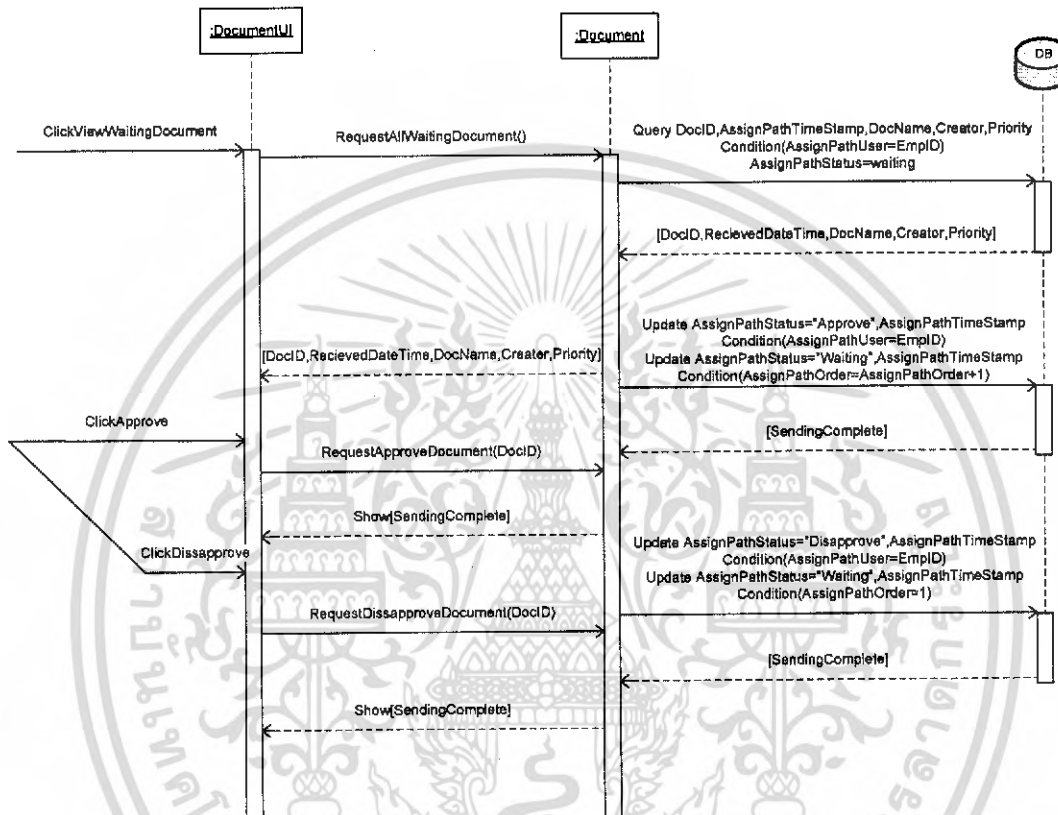 :DocumentUI
:Document
DB
ClickViewWaitingDocument
RequestAllWaitingDocument()
Query DocID,AssignPathTimeStamp,DocName,Creator,Priority
Condition(AssignPathUser=EmpID)
AssignPathStatus=waiting
[DocID,RecievedDateTime,DocName,Creator,Priority]
Update AssignPathStatus="Approve",AssignPathTimeStamp
Condition(AssignPathUser=EmpID)
Update AssignPathStatus="Waiting",AssignPathTimeStamp
Condition(AssignPathOrder=AssignPathOrder+1)
[DocID,RecievedDateTime,DocName,Creator,Priority]
ClickApprove
[SendingComplete]
RequestApproveDocument(DocID)
Show[SendingComplete]
ClickDissapprove
Update AssignPathStatus="Disapprove",AssignPathTimeStamp
Condition(AssignPathUser=EmpID)
Update AssignPathStatus="Waiting",AssignPathTimeStamp
Condition(AssignPathOrder=1)
RequestDissapproveDocument(DocID)
[SendingComplete]
Show[SendingComplete]